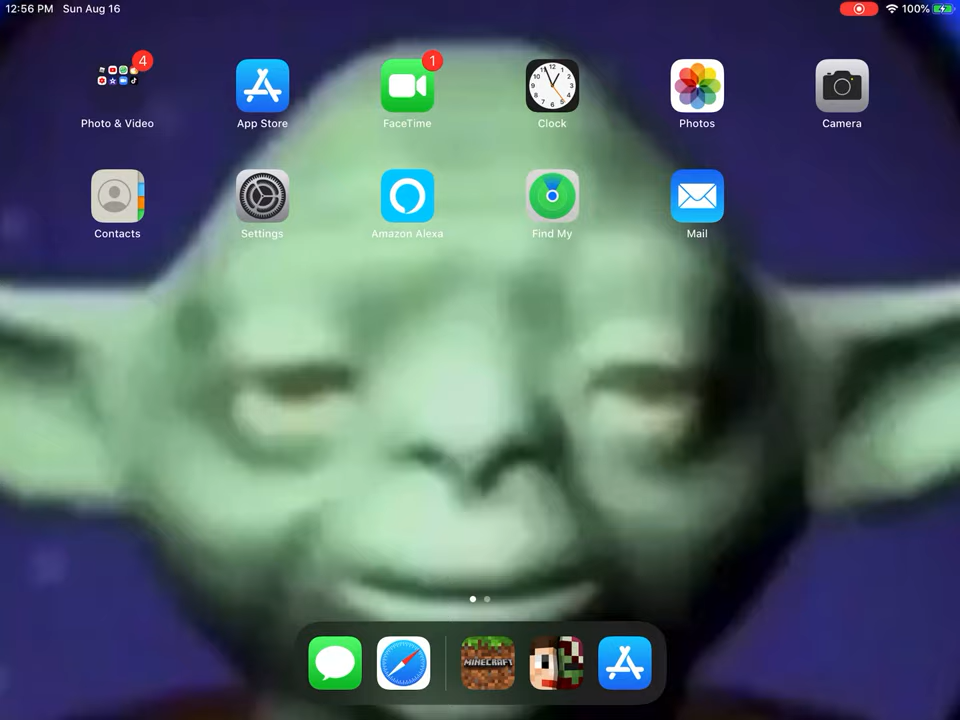 12:56 PM Sun Aug 16 100%
4 1
Photo & Video App Store FaceTime Clock Photos Camera
Contacts Settings Amazon Alexa Find My Mail
MINECRAFT